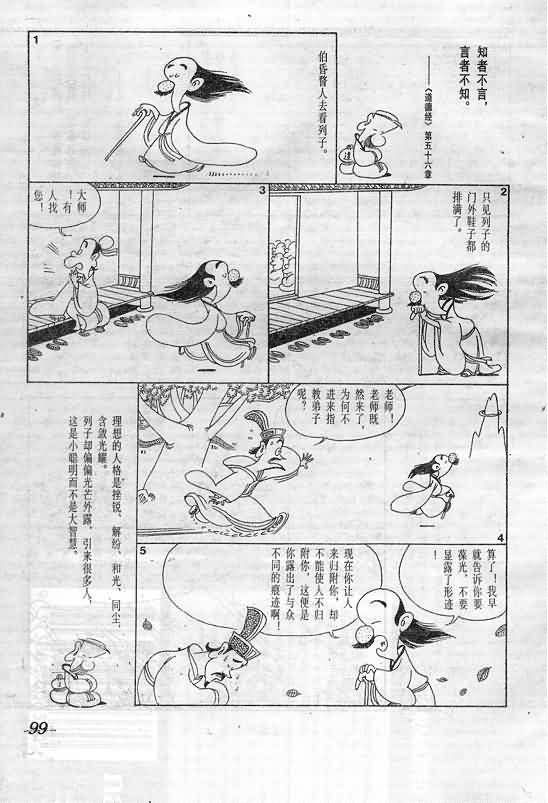 知者不言，
言者不知。
——《道德经》第五十六章
1
伯昏瞀人去看列子。
2
只见列子的
门外鞋子都
排满了。
3
大师
！有
人找
您！
4
老师！
老师既
然来了，
为何不
进来指
教弟子
呢？
5
算了！我早
就告诉你要
葆光，不要
显露了形迹
！
现在你让人
来归附你，却
不能使人不归
附你，这便是
你露出了与众
不同的痕迹啊！
理想的人格是挫锐、解纷、和光、同尘，
含敛光耀。
列子却偏偏光芒外露，引来很多人，
这是小聪明而不是大智慧。
99